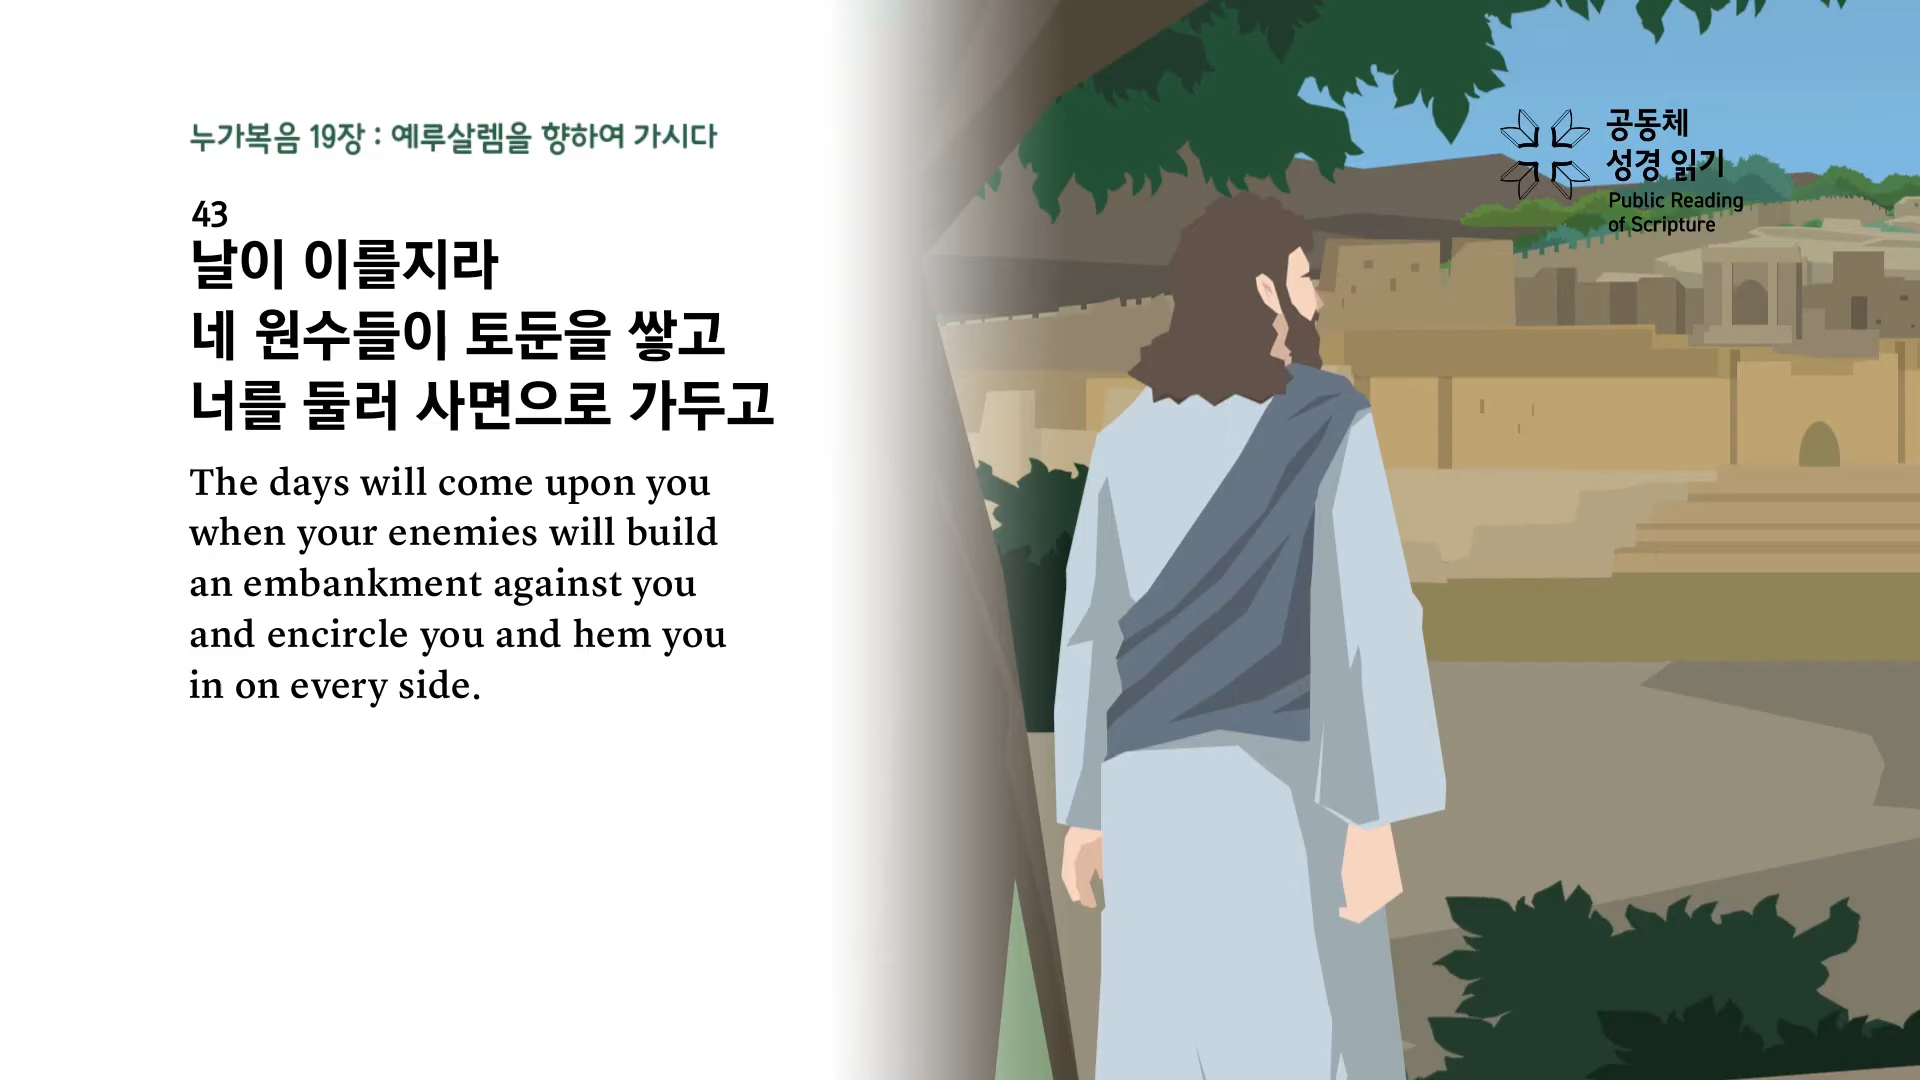 누가복음 19장 : 예루살렘을 향하여 가시다
43
날이 이를지라
네 원수들이 토둔을 쌓고
너를 둘러 사면으로 가두고
The days will come upon you
when your enemies will build
an embankment against you
and encircle you and hem you
in on every side.
공동체
성경 읽기
Public Reading
of Scripture